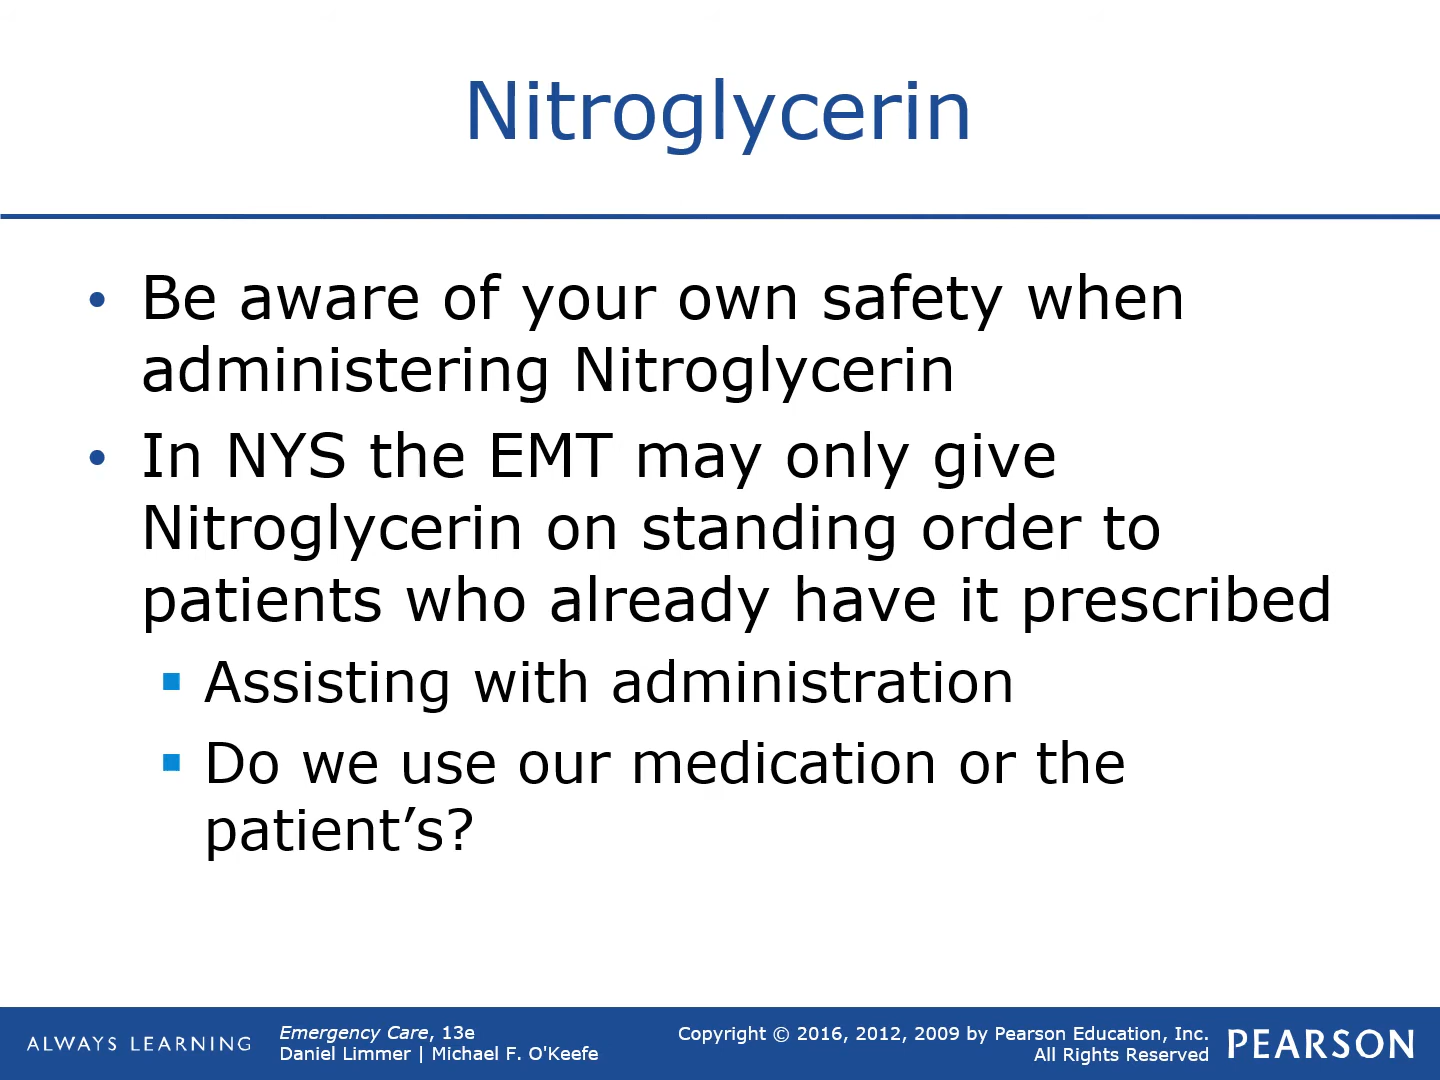 Nitroglycerin
• Be aware of your own safety when
administering Nitroglycerin
• In NYS the EMT may only give
Nitroglycerin on standing order to
patients who already have it prescribed
▪ Assisting with administration
▪ Do we use our medication or the
patient’s?
ALWAYS LEARNING
Emergency Care, 13e
Daniel Limmer | Michael F. O'Keefe
Copyright © 2016, 2012, 2009 by Pearson Education, Inc.
All Rights Reserved
PEARSON